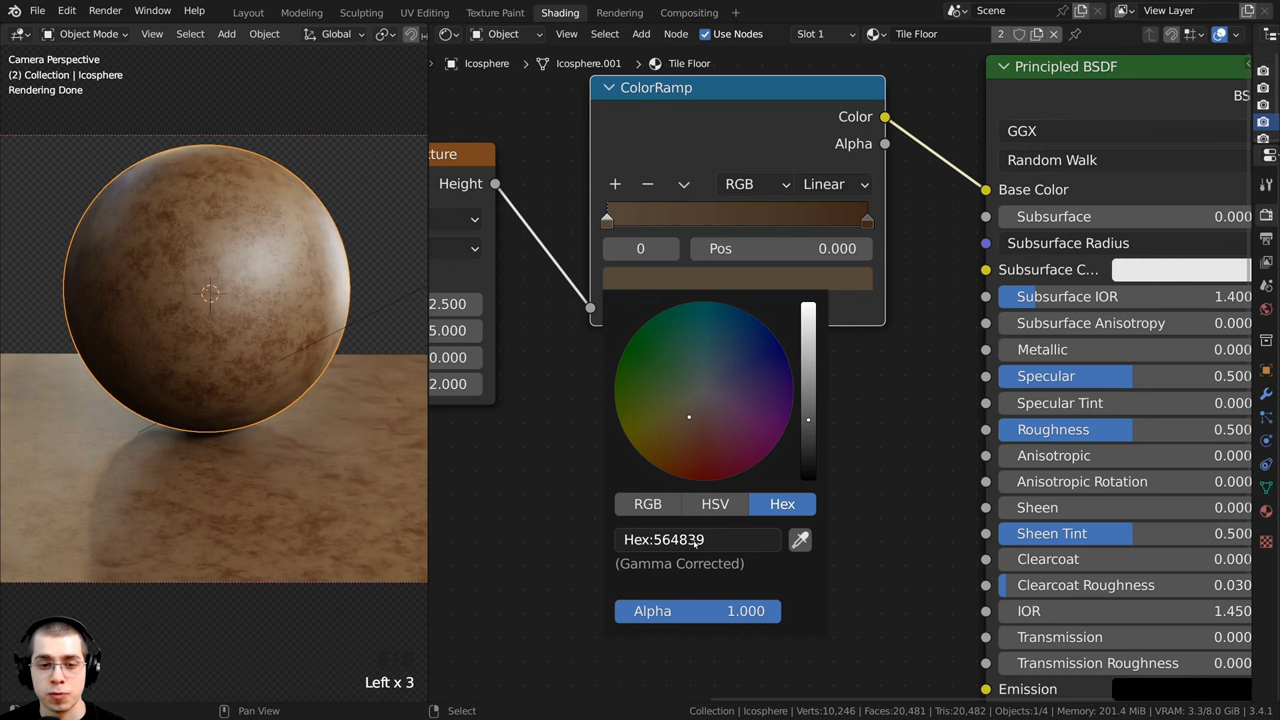 File Edit Render Window Help Layout Modeling Sculpting UV Editing Texture Paint Shading Rendering Compositing + Scene View Layer
Object Mode View Select Add Object Global Object View Select Add Node Use Nodes Slot 1 Tile Floor 2
Camera Perspective
(2) Collection | Icosphere
Rendering Done
Icosphere Icosphere.001 Tile Floor
ture
Height
2.500
5.000
0.000
2.000
ColorRamp
Color
Alpha
RGB Linear
0 Pos 0.000
RGB HSV Hex
Hex:564839
(Gamma Corrected)
Alpha 1.000
Principled BSDF
BS
GGX
Random Walk
Base Color
Subsurface 0.000
Subsurface Radius
Subsurface C...
Subsurface IOR 1.400
Subsurface Anisotropy 0.000
Metallic 0.000
Specular 0.500
Specular Tint 0.000
Roughness 0.500
Anisotropic 0.000
Anisotropic Rotation 0.000
Sheen 0.000
Sheen Tint 0.500
Clearcoat 0.000
Clearcoat Roughness 0.030
IOR 1.450
Transmission 0.000
Transmission Roughness 0.000
Emission
Left x 3
Pan View Select Collection | Icosphere | Verts:10,246 | Faces:20,481 | Tris:20,482 | Objects:1/4 | Memory: 201.4 MiB | VRAM: 3.3/8.0 GiB | 3.4.1